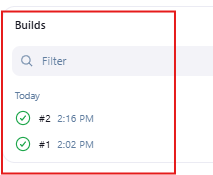 Builds
Filter
Today
#2 2:16 PM
#1 2:02 PM